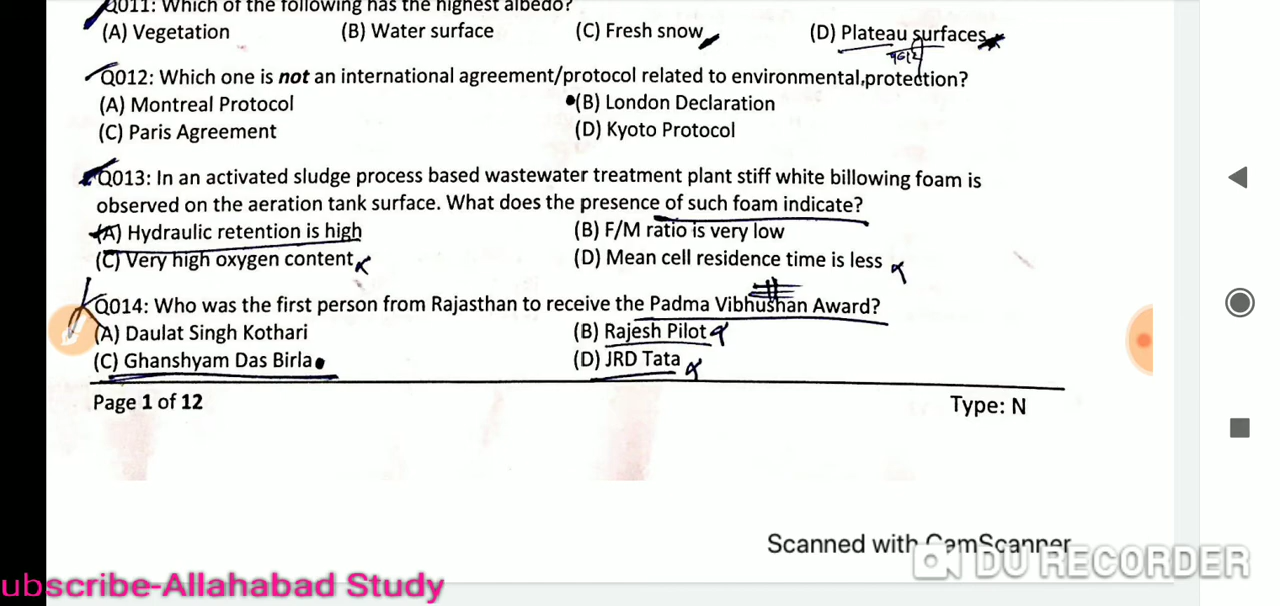 Q011: Which of the following has the highest albedo?
(A) Vegetation (B) Water surface (C) Fresh snow (D) Plateau surfaces
Q012: Which one is not an international agreement/protocol related to environmental protection?
(A) Montreal Protocol (B) London Declaration
(C) Paris Agreement (D) Kyoto Protocol
Q013: In an activated sludge process based wastewater treatment plant stiff white billowing foam is
observed on the aeration tank surface. What does the presence of such foam indicate?
(A) Hydraulic retention is high (B) F/M ratio is very low
(C) Very high oxygen content (D) Mean cell residence time is less
Q014: Who was the first person from Rajasthan to receive the Padma Vibhushan Award?
(A) Daulat Singh Kothari (B) Rajesh Pilot
(C) Ghanshyam Das Birla (D) JRD Tata
Page 1 of 12 Type: N
Scanned with CamScanner
DU RECORDER
ubscribe-Allahabad Study